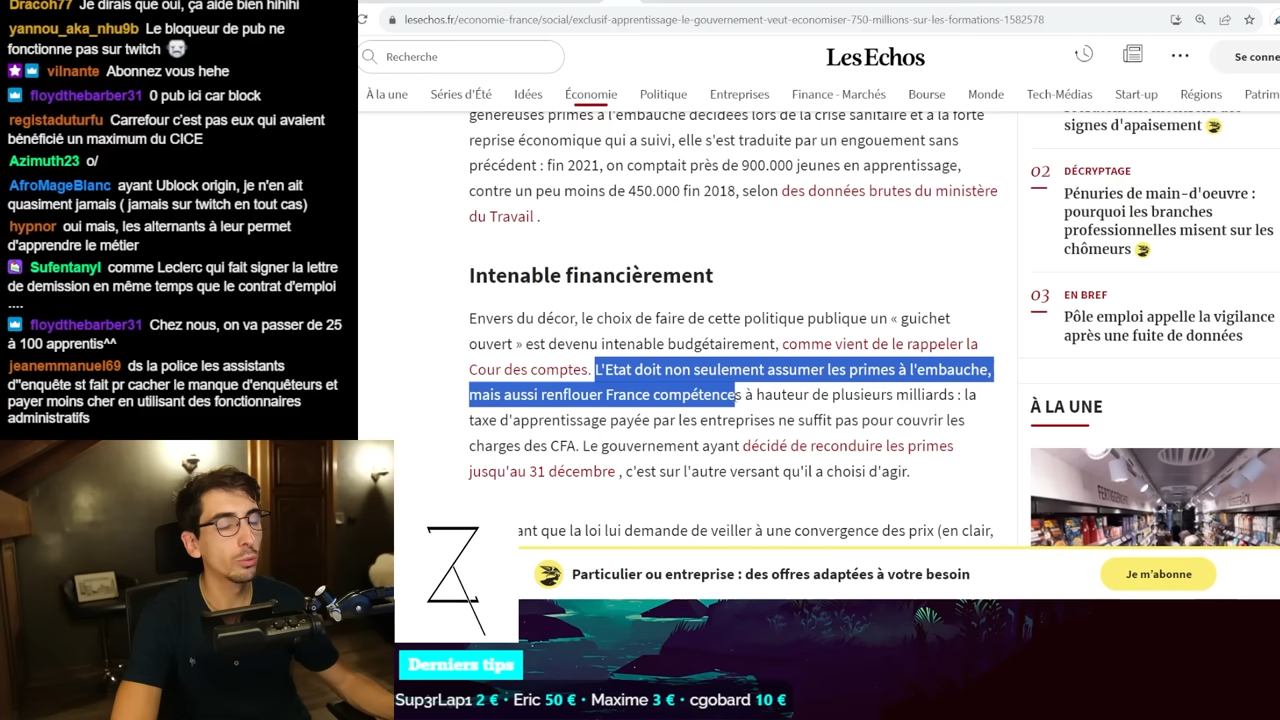 Dracoh77 Je dirais que oui, ça aide bien hihihi
yannou_aka_nhu9b Le bloqueur de pub ne
fonctionne pas sur twitch
vilnante Abonnez vous hehe
floydthebarber31 0 pub ici car block
registaduturfu Carrefour c'est pas eux qui avaient
bénéficié un maximum du CICE
Azimuth23 o/
AfroMageBlanc ayant Ublock origin, je n'en ait
quasiment jamais ( jamais sur twitch en tout cas)
hypnor oui mais, les alternants à leur permet
d'apprendre le métier
Sufentanyl comme Leclerc qui fait signer la lettre
de demission en même temps que le contrat d'emploi
....
floydthebarber31 Chez nous, on va passer de 25
à 100 apprentis^^
jeanemmanuel69 ds la police les assistants
d"enquête st fait pr cacher le manque d'enquêteurs et
payer moins cher en utilisant des fonctionnaires
administratifs
lesechos.fr/economie-france/social/exclusif-apprentissage-le-gouvernement-veut-economiser-750-millions-sur-les-formations-1582578
Recherche
Les Echos
Se conne
À la une Séries d'Été Idées Économie Politique Entreprises Finance - Marchés Bourse Monde Tech-Médias Start-up Régions Patrim
généreuses primes à l'embauche décidées lors de la crise sanitaire et à la forte
reprise économique qui a suivi, elle s'est traduite par un engouement sans
précédent : fin 2021, on comptait près de 900.000 jeunes en apprentissage,
contre un peu moins de 450.000 fin 2018, selon des données brutes du ministère
du Travail .
Intenable financièrement
Envers du décor, le choix de faire de cette politique publique un « guichet
ouvert » est devenu intenable budgétairement, comme vient de le rappeler la
Cour des comptes. L'Etat doit non seulement assumer les primes à l'embauche,
mais aussi renflouer France compétences à hauteur de plusieurs milliards : la
taxe d'apprentissage payée par les entreprises ne suffit pas pour couvrir les
charges des CFA. Le gouvernement ayant décidé de reconduire les primes
jusqu'au 31 décembre , c'est sur l'autre versant qu'il a choisi d'agir.
ant que la loi lui demande de veiller à une convergence des prix (en clair,
signes d'apaisement
02 DÉCRYPTAGE
Pénuries de main-d'oeuvre :
pourquoi les branches
professionnelles misent sur les
chômeurs
03 EN BREF
Pôle emploi appelle la vigilance
après une fuite de données
À LA UNE
Particulier ou entreprise : des offres adaptées à votre besoin
Je m'abonne
Z
Derniers tips
Sup3rLap1 2 € • Eric 50 € • Maxime 3 € • cgobard 10 €